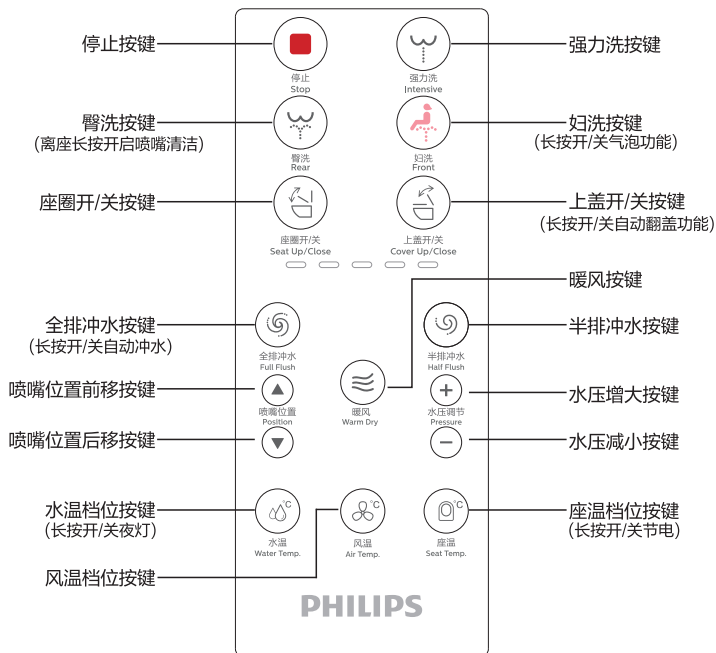 停止按键
停止
Stop
强力洗
Intensive
强力洗按键
臀洗按键
(离座长按开启喷嘴清洁)
臀洗
Rear
妇洗
Front
妇洗按键
(长按开/关气泡功能)
座圈开/关按键
座圈开/关
Seat Up/Close
上盖开/关
Cover Up/Close
上盖开/关按键
(长按开/关自动翻盖功能)
暖风按键
全排冲水按键
(长按开/关自动冲水)
全排冲水
Full Flush
半排冲水
Half Flush
半排冲水按键
喷嘴位置前移按键
喷嘴位置
Position
暖风
Warm Dry
水压调节
Pressure
水压增大按键
喷嘴位置后移按键
水压减小按键
水温档位按键
(长按开/关夜灯)
°C
水温
Water Temp.
°C
风温
Air Temp.
°C
座温
Seat Temp.
座温档位按键
(长按开/关节电)
风温档位按键
PHILIPS